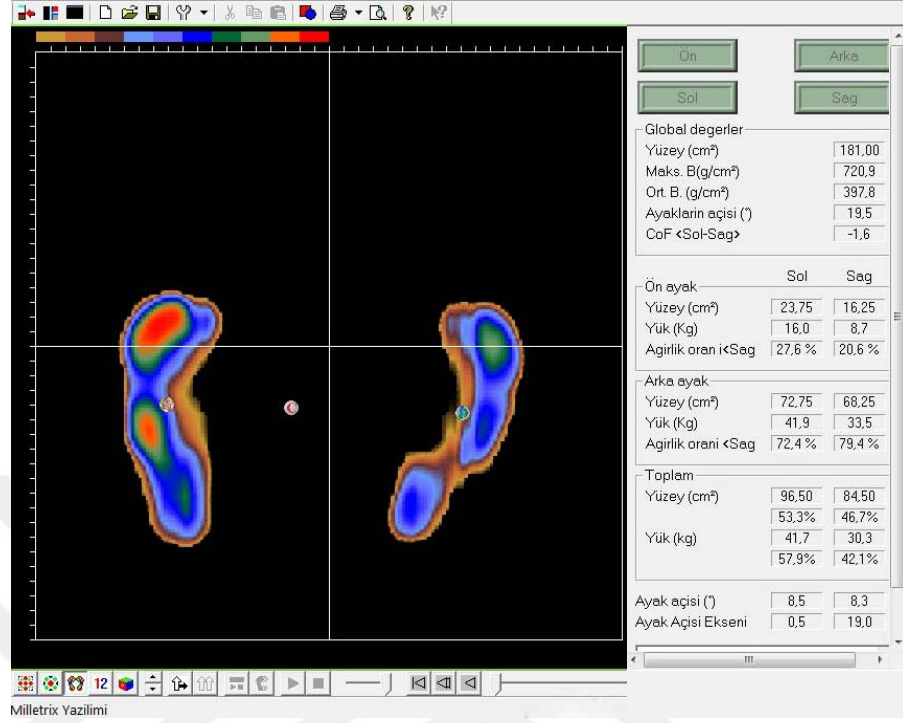 12
Ön Arka
Sol Sag
Global degerler
Yüzey (cm²) 181,00
Maks. B(g/cm²) 720,9
Ort. B. (g/cm²) 397,8
Ayaklarin açisi (°) 19,5
CoF <Sol-Sag> -1,6
Sol Sag
Ön ayak
Yüzey (cm²) 23,75 16,25
Yük (Kg) 16,0 8,7
Agirlik oran i<Sag 27,6 % 20,6 %
Arka ayak
Yüzey (cm²) 72,75 68,25
Yük (Kg) 41,9 33,5
Agirlik orani <Sag 72,4 % 79,4 %
Toplam
Yüzey (cm²) 96,50 84,50
53,3% 46,7%
Yük (kg) 41,7 30,3
57,9% 42,1%
Ayak açisi (°) 8,5 8,3
Ayak Açisi Ekseni 0,5 19,0
Milletrix Yazilimi